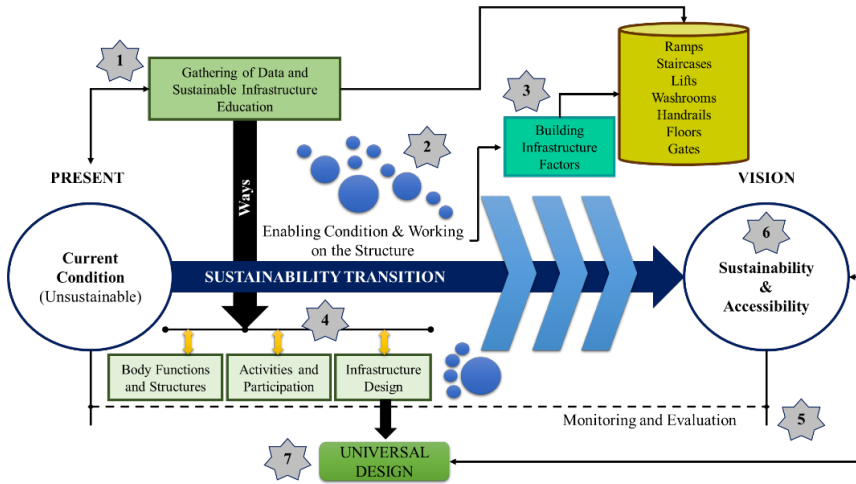 1
Gathering of Data and
Sustainable Infrastructure
Education
Ramps
Staircases
Lifts
Washrooms
Handrails
Floors
Gates
3
Building
Infrastructure
Factors
2
PRESENT
VISION
Ways
Enabling Condition & Working
on the Structure
Current
Condition
(Unsustainable)
SUSTAINABILITY TRANSITION
6
Sustainability
&
Accessibility
4
Body Functions
and Structures
Activities and
Participation
Infrastructure
Design
Monitoring and Evaluation
5
7
UNIVERSAL
DESIGN